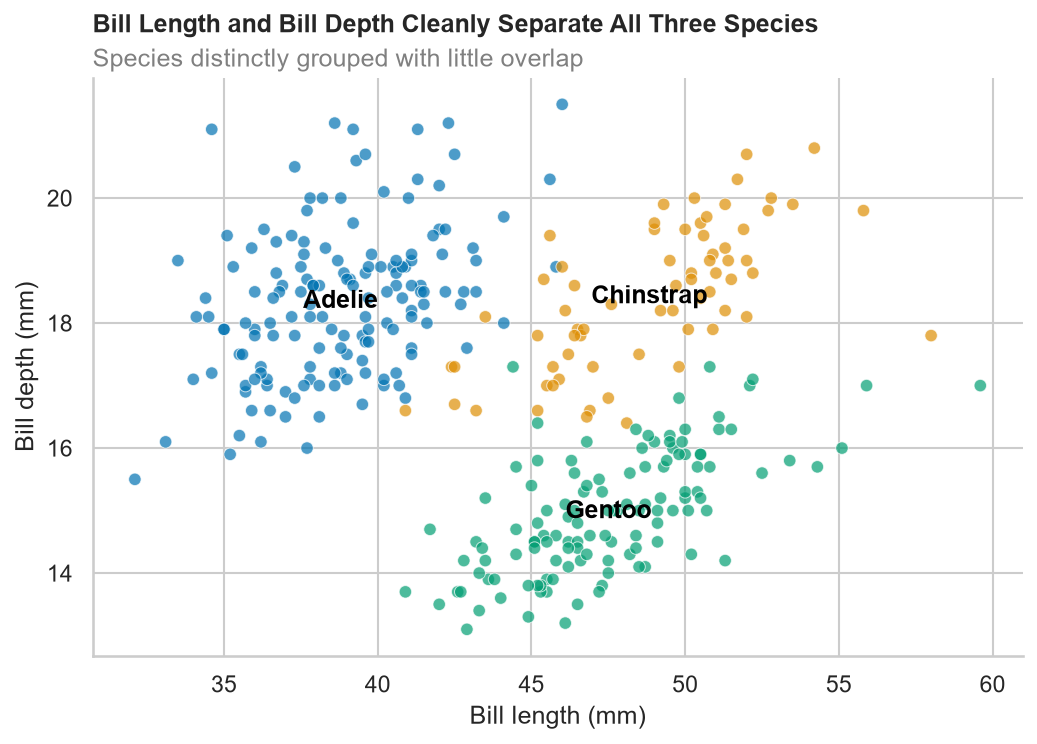 Bill Length and Bill Depth Cleanly Separate All Three Species
Species distinctly grouped with little overlap
Bill depth (mm)
20
18
16
14
Adelie
Chinstrap
Gentoo
35 40 45 50 55 60
Bill length (mm)